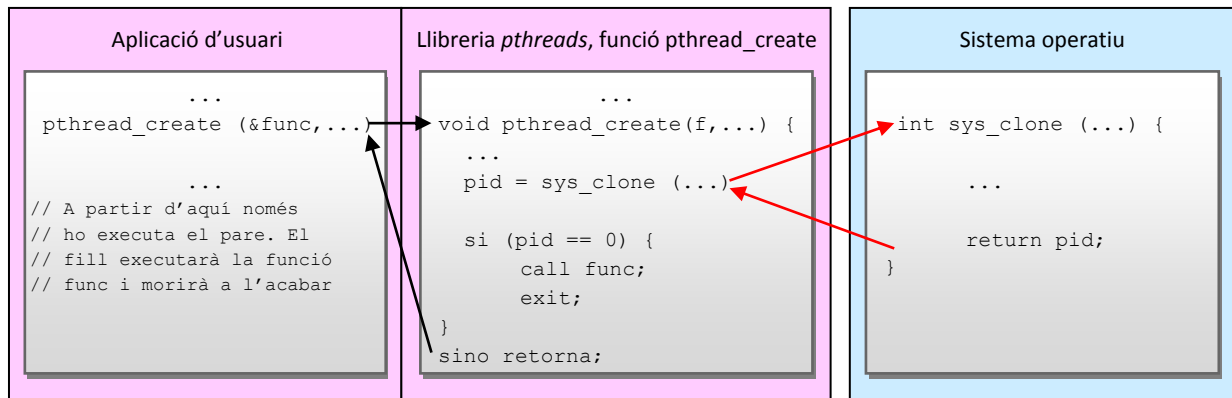 Aplicació d'usuari
...
pthread_create (&func,...)
...
// A partir d'aquí només
// ho executa el pare. El
// fill executarà la funció
// func i morirà a l'acabar
Llibreria pthreads, funció pthread_create
...
void pthread_create(f,...) {
...
pid = sys_clone (...)
si (pid == 0) {
call func;
exit;
}
sino retorna;
Sistema operatiu
int sys_clone (...) {
...
return pid;
}